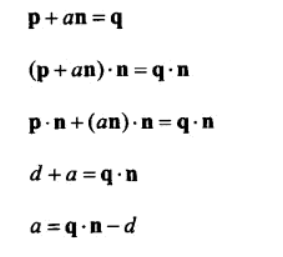 p + an = q
(p + an) · n = q · n
p · n + (an) · n = q · n
d + a = q · n
a = q · n − d